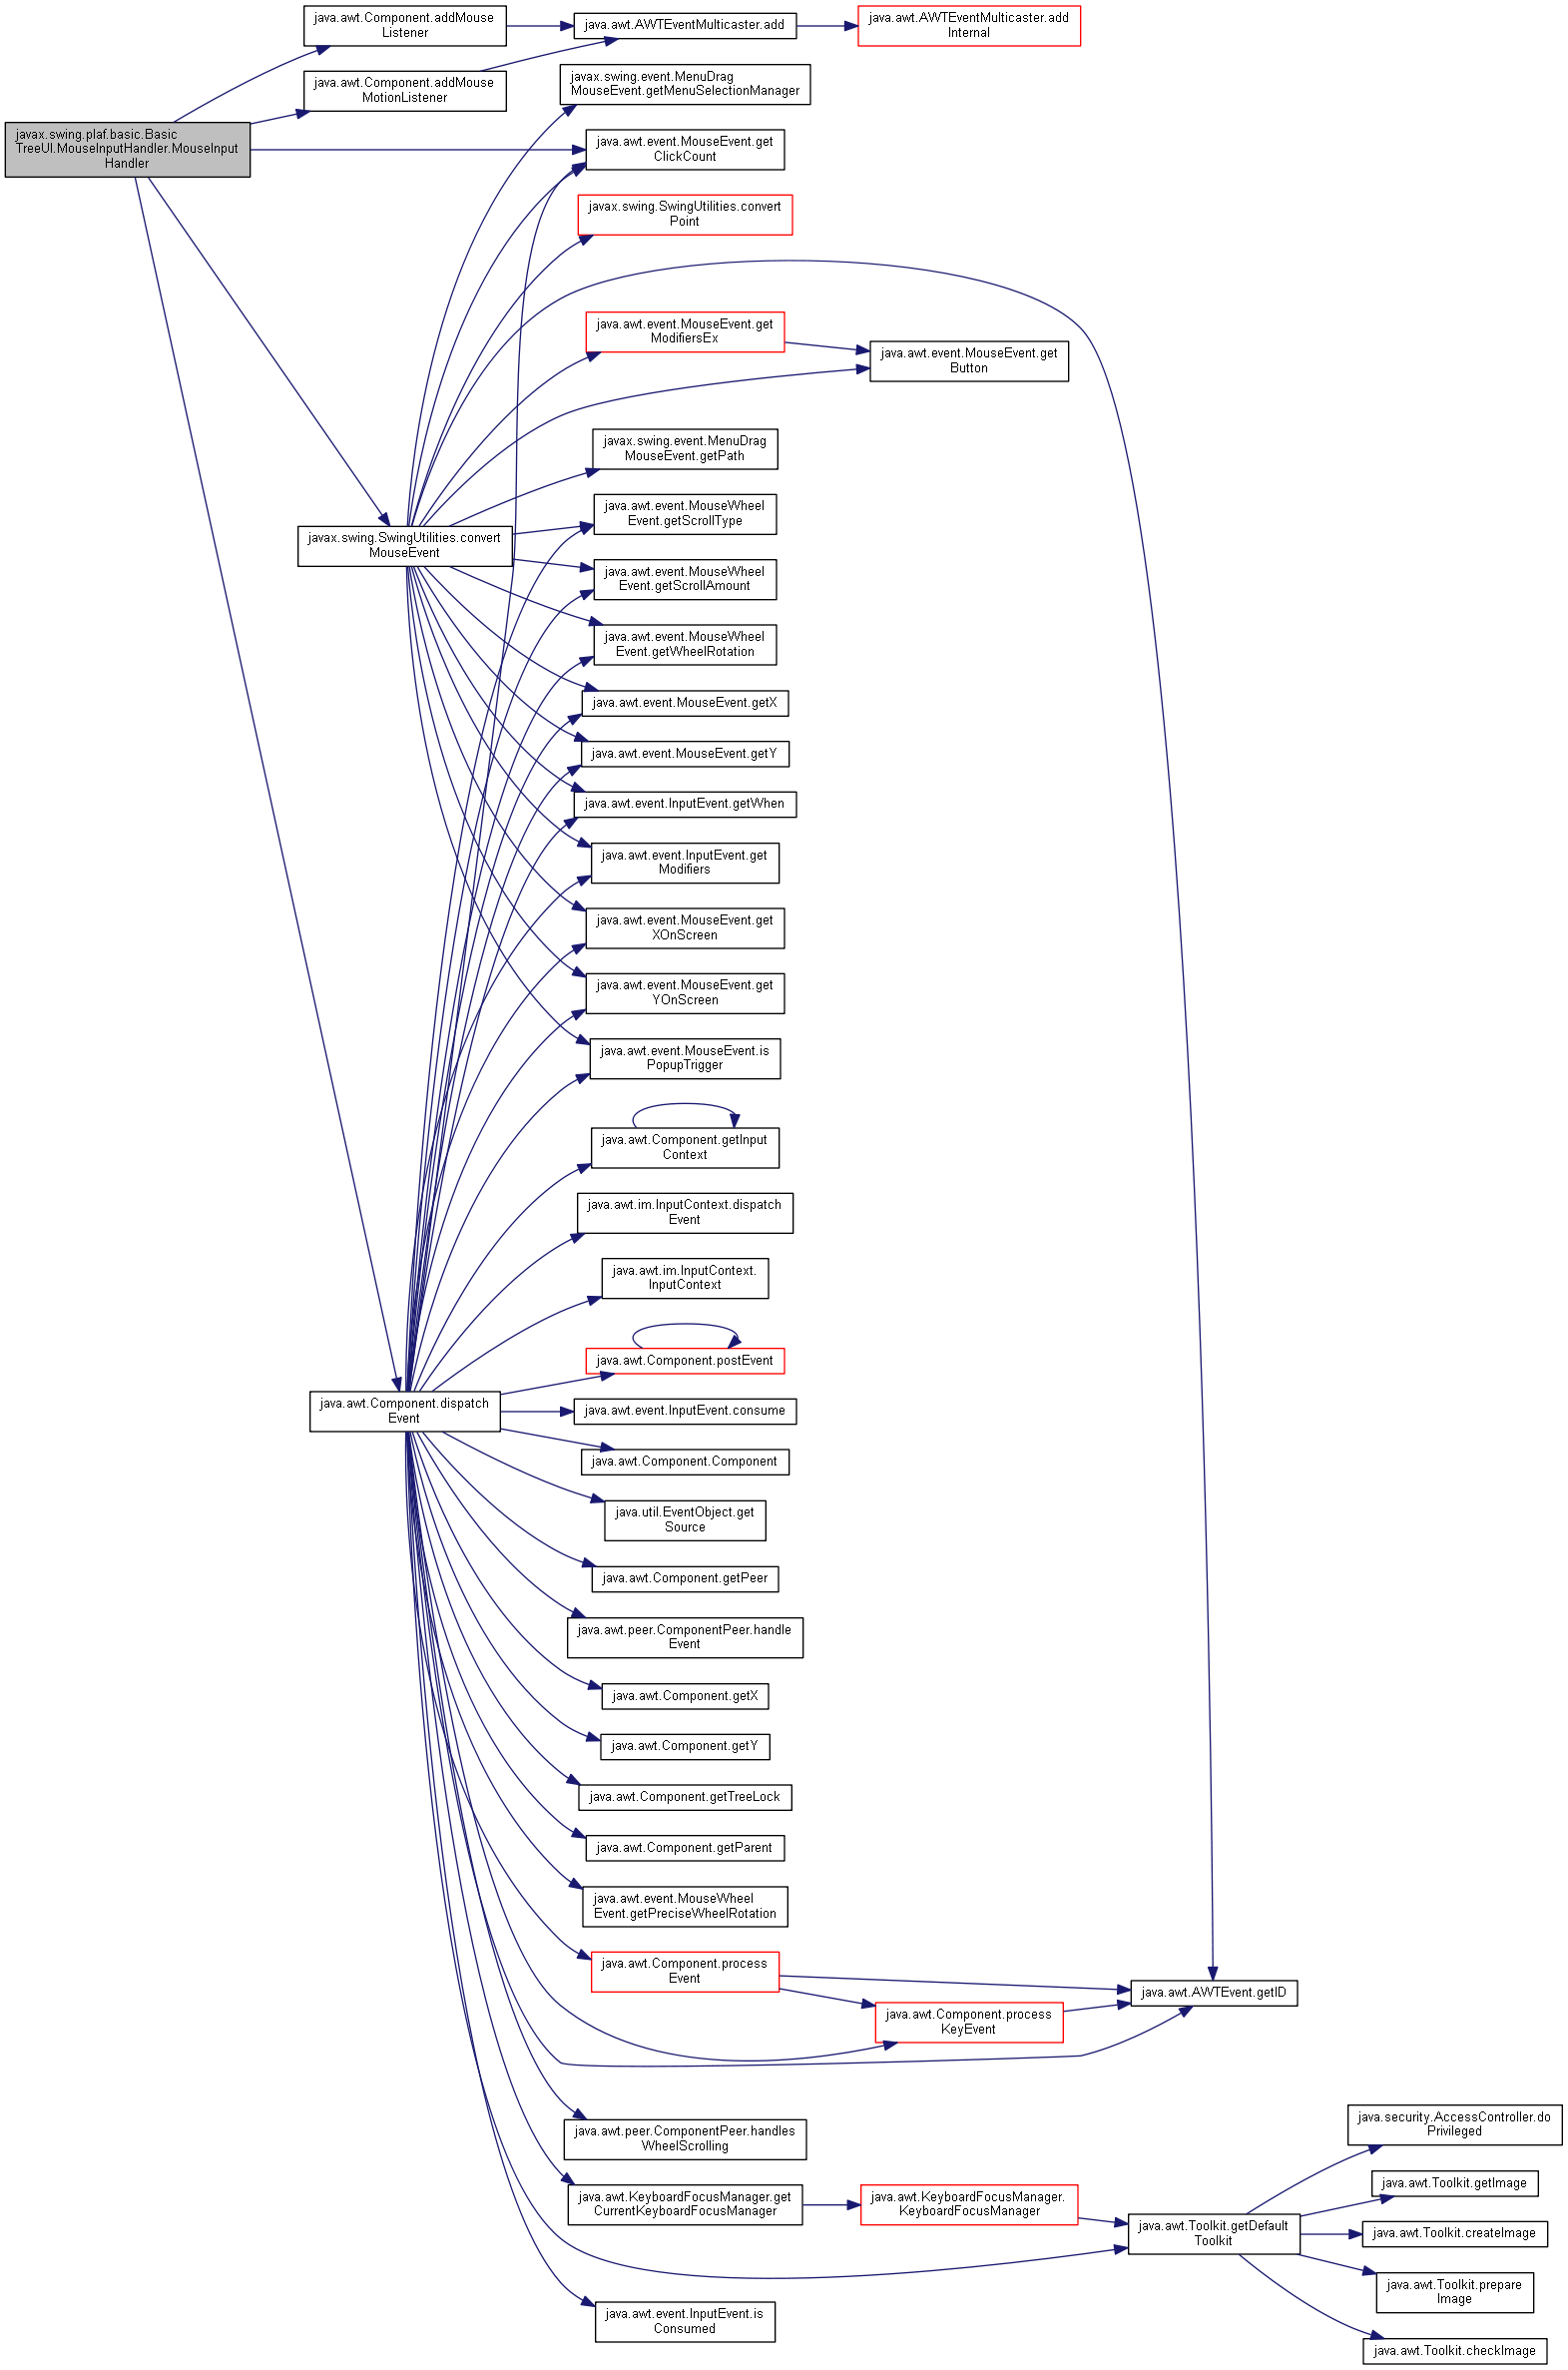 java.awt.Component.addMouse
Listener
java.awt.AWTEventMulticaster.add
java.awt.AWTEventMulticaster.add
Internal
java.awt.Component.addMouse
MotionListener
javax.swing.event.MenuDrag
MouseEvent.getMenuSelectionManager
javax.swing.plaf.basic.Basic
TreeUI.MouseInputHandler.MouseInput
Handler
java.awt.event.MouseEvent.get
ClickCount
javax.swing.SwingUtilities.convert
Point
java.awt.event.MouseEvent.get
ModifiersEx
java.awt.event.MouseEvent.get
Button
javax.swing.event.MenuDrag
MouseEvent.getPath
java.awt.event.MouseWheel
Event.getScrollType
javax.swing.SwingUtilities.convert
MouseEvent
java.awt.event.MouseWheel
Event.getScrollAmount
java.awt.event.MouseWheel
Event.getWheelRotation
java.awt.event.MouseEvent.getX
java.awt.event.MouseEvent.getY
java.awt.event.InputEvent.getWhen
java.awt.event.InputEvent.get
Modifiers
java.awt.event.MouseEvent.get
XOnScreen
java.awt.event.MouseEvent.get
YOnScreen
java.awt.event.MouseEvent.is
PopupTrigger
java.awt.Component.getInput
Context
java.awt.im.InputContext.dispatch
Event
java.awt.im.InputContext.
InputContext
java.awt.Component.postEvent
java.awt.Component.dispatch
Event
java.awt.event.InputEvent.consume
java.awt.Component.Component
java.util.EventObject.get
Source
java.awt.Component.getPeer
java.awt.peer.ComponentPeer.handle
Event
java.awt.Component.getX
java.awt.Component.getY
java.awt.Component.getTreeLock
java.awt.Component.getParent
java.awt.event.MouseWheel
Event.getPreciseWheelRotation
java.awt.Component.process
Event
java.awt.AWTEvent.getID
java.awt.Component.process
KeyEvent
java.awt.peer.ComponentPeer.handles
WheelScrolling
java.security.AccessController.do
Privileged
java.awt.Toolkit.getImage
java.awt.KeyboardFocusManager.get
CurrentKeyboardFocusManager
java.awt.KeyboardFocusManager.
KeyboardFocusManager
java.awt.Toolkit.getDefault
Toolkit
java.awt.Toolkit.createImage
java.awt.Toolkit.prepare
Image
java.awt.event.InputEvent.is
Consumed
java.awt.Toolkit.checkImage